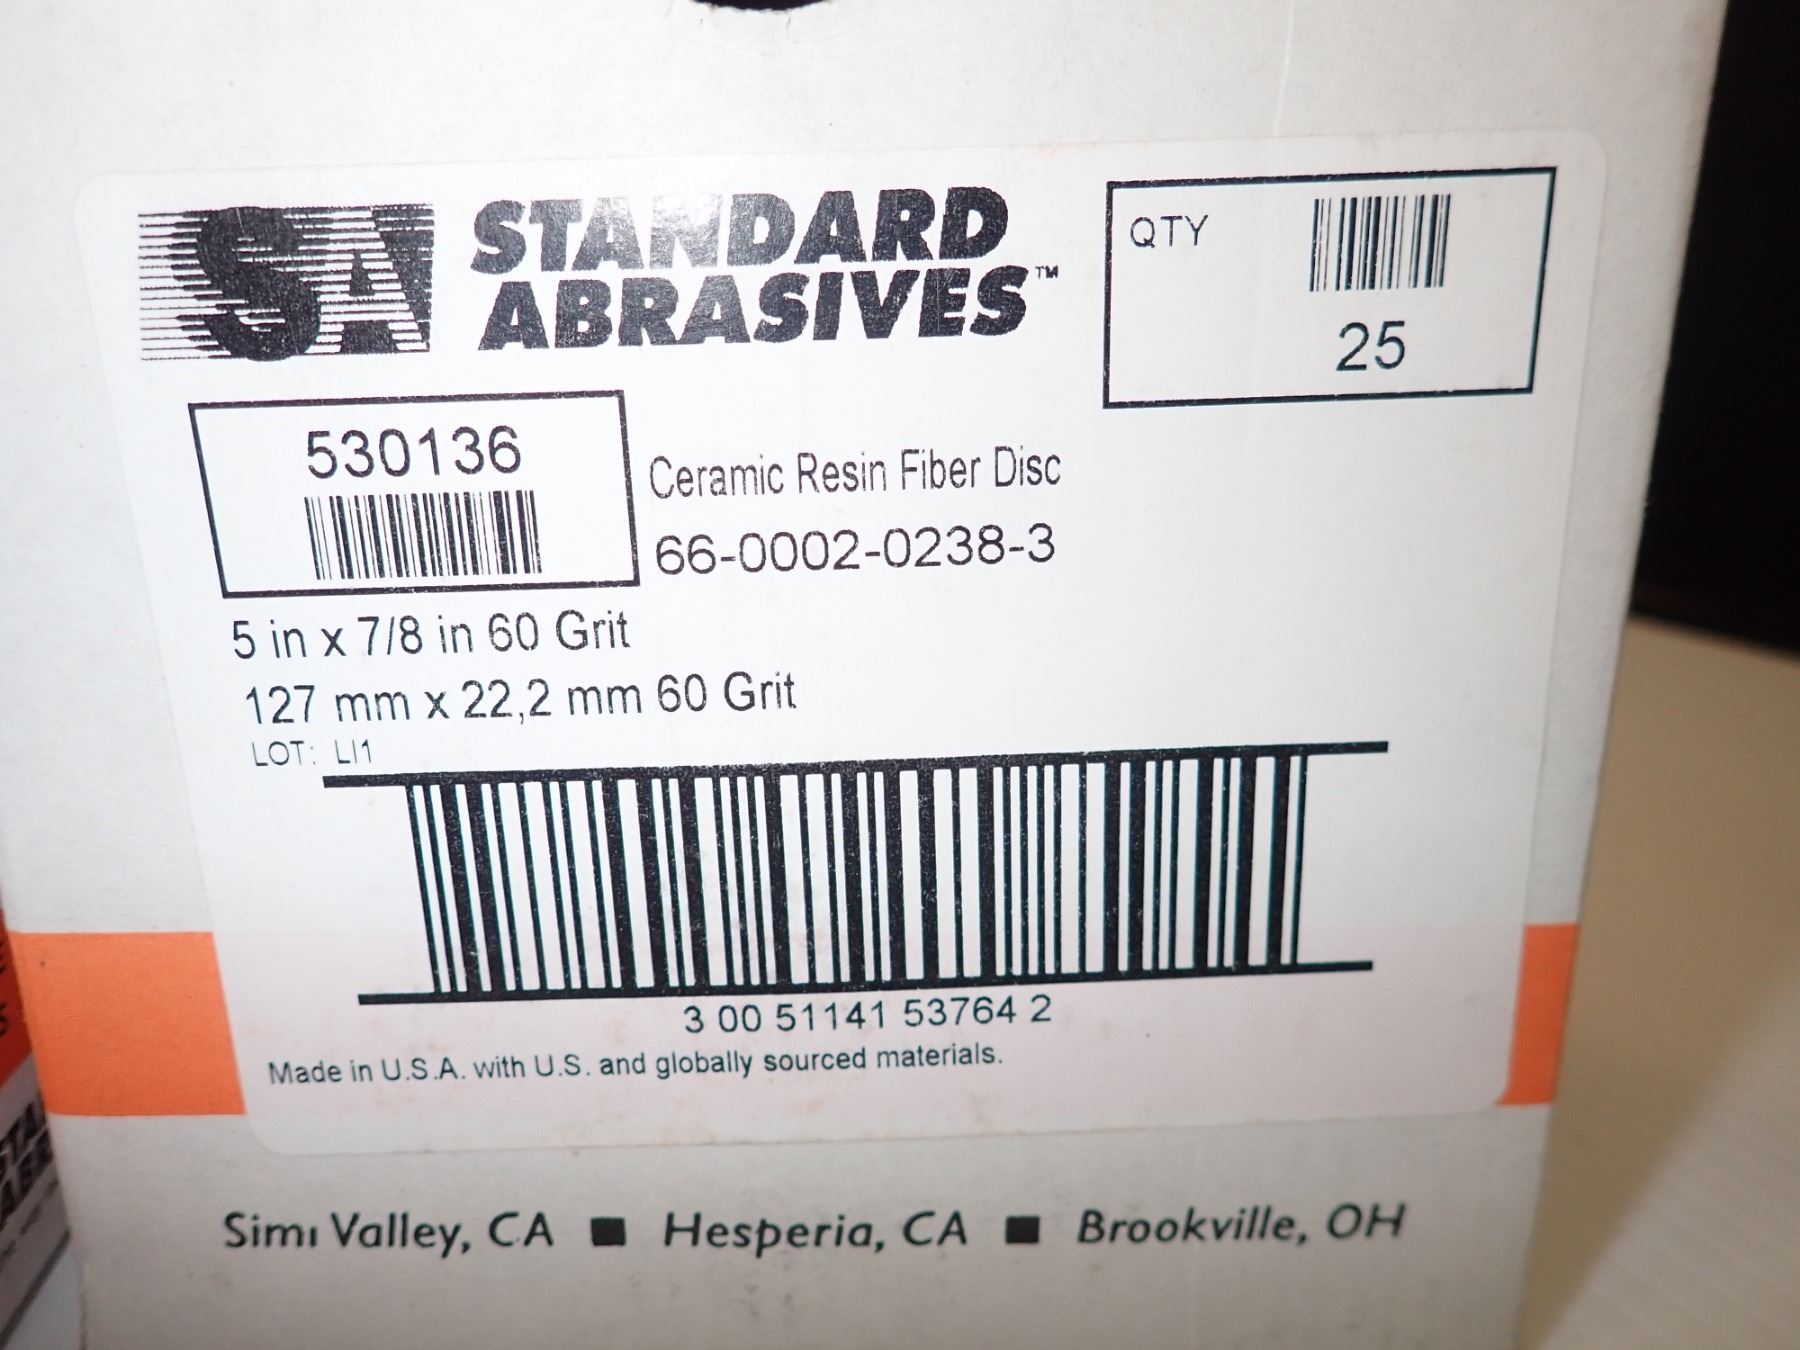 SA STANDARD
ABRASIVES™
QTY
25
530136
Ceramic Resin Fiber Disc
66-0002-0238-3
5 in x 7/8 in 60 Grit
127 mm x 22,2 mm 60 Grit
LOT: LI1
3 00 51141 53764 2
Made in U.S.A. with U.S. and globally sourced materials.
Simi Valley, CA ■ Hesperia, CA ■ Brookville, OH